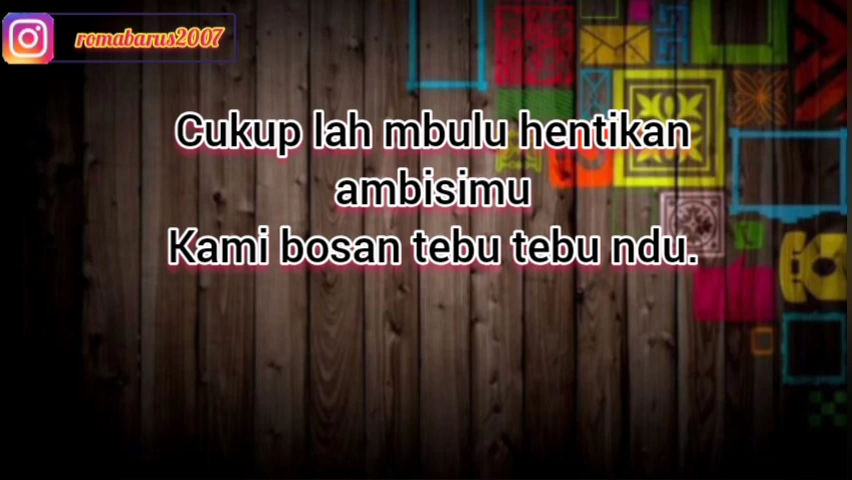 romabarus2007
Cukup lah mbulu hentikan
ambisimu
Kami bosan tebu tebu ndu.